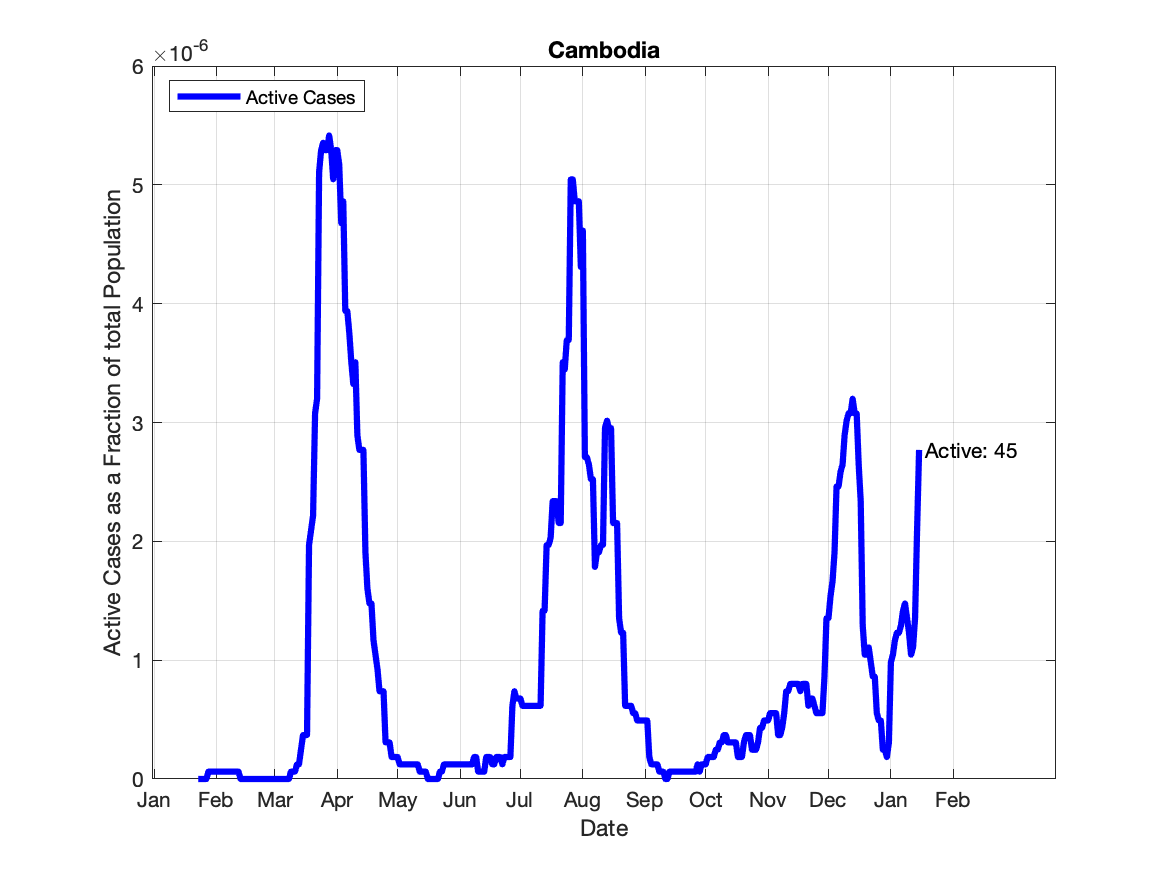 Cambodia
×10⁻⁶
Active Cases
6
5
4
3
2
1
0
Active Cases as a Fraction of total Population
Active: 45
Jan Feb Mar Apr May Jun Jul Aug Sep Oct Nov Dec Jan Feb
Date